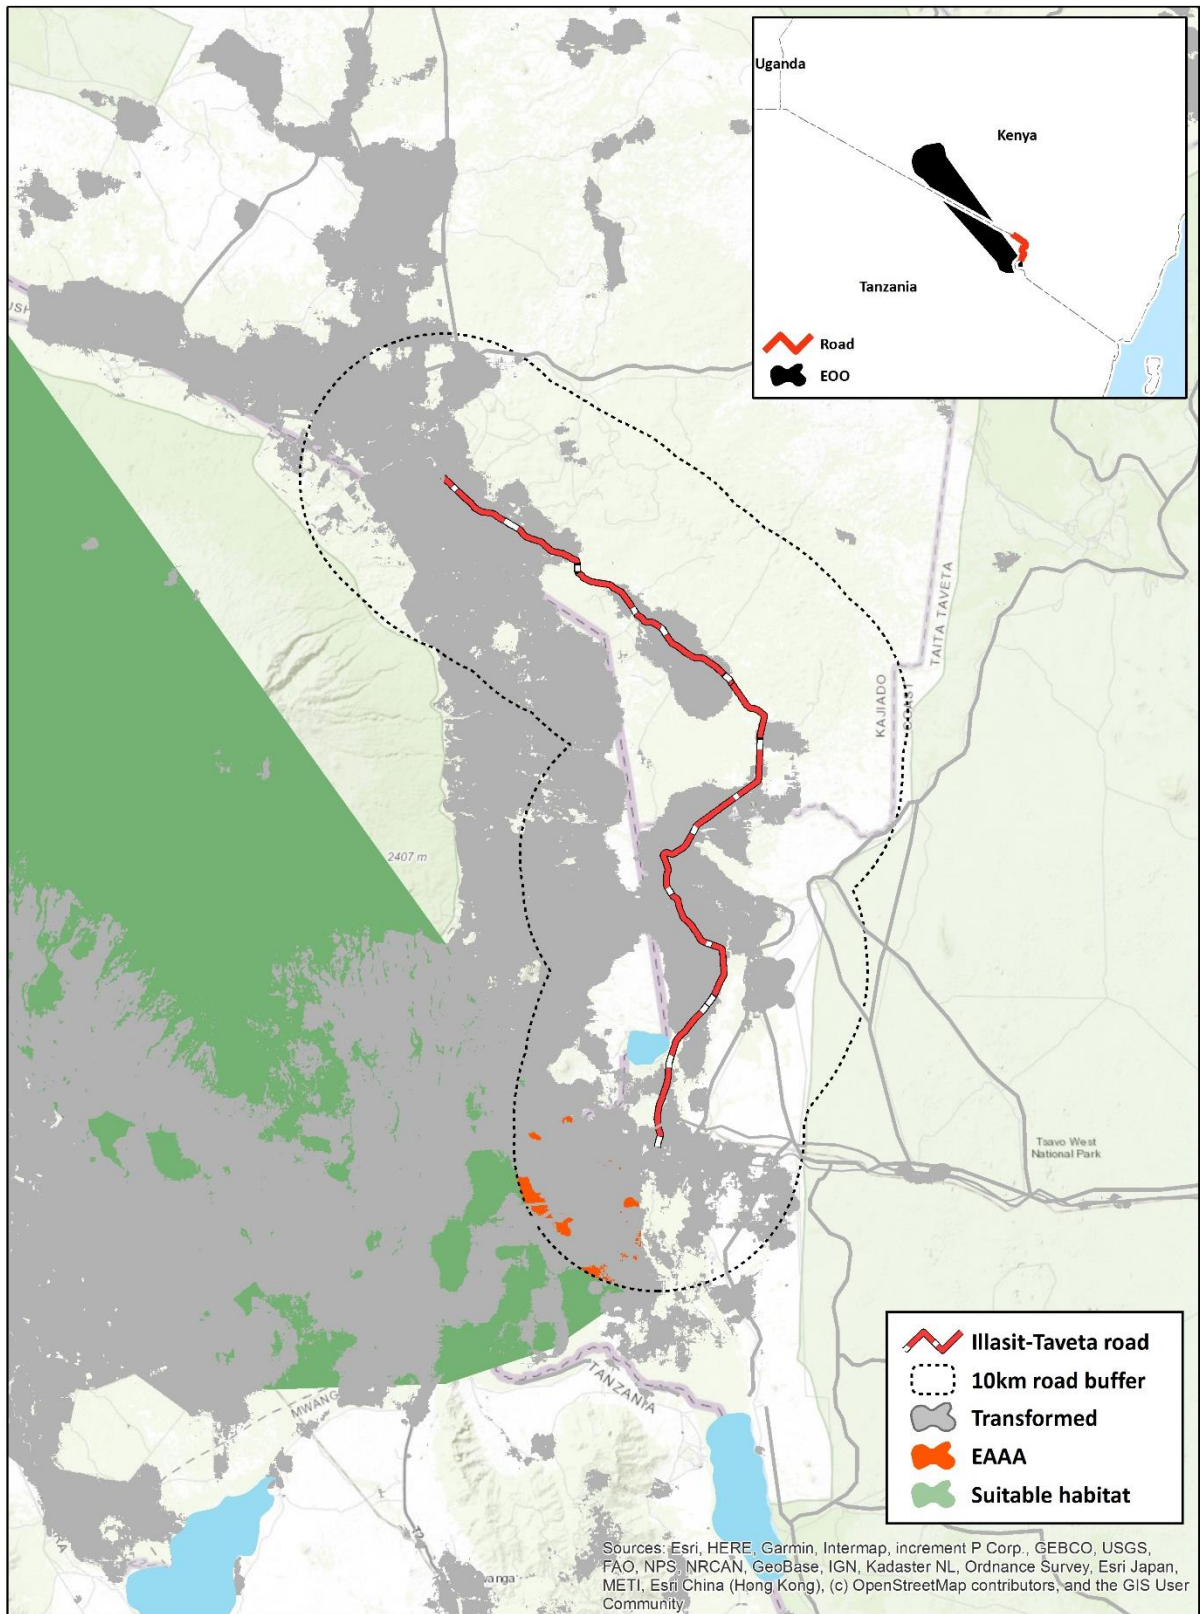 Uganda
Kenya
Tanzania
Road
EOO
USH
KAJIADO
COAST
TAITA TAVETA
2407 m
Tsavo West
National Park
MWANG
TANZANIA
Illasit-Taveta road
10km road buffer
Transformed
EAAA
Suitable habitat
Sources: Esri, HERE, Garmin, Intermap, increment P Corp., GEBCO, USGS,
FAO, NPS, NRCAN, GeoBase, IGN, Kadaster NL, Ordnance Survey, Esri Japan,
METI, Esri China (Hong Kong), (c) OpenStreetMap contributors, and the GIS User
Community